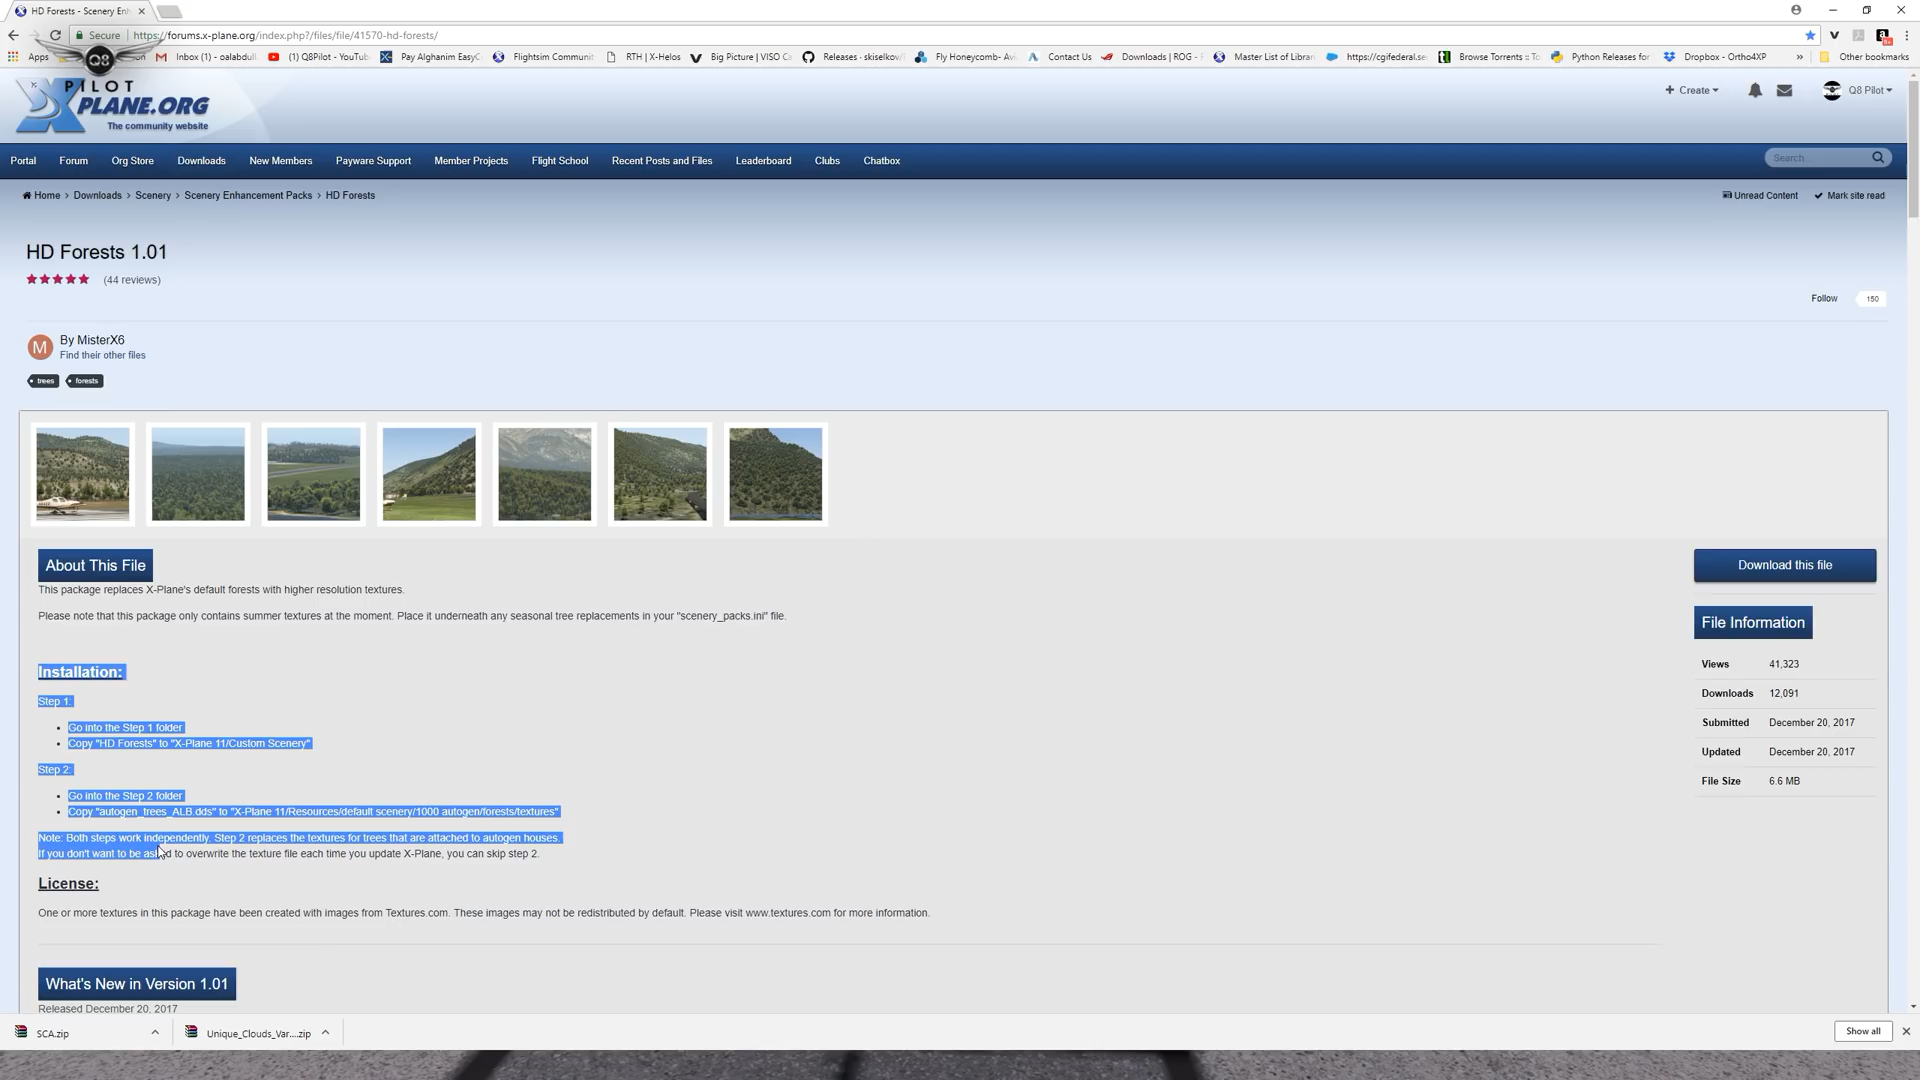 HD Forests - Scenery En
Secure
https://forums.x-plane.org/index.php?/files/file/41570-hd-forests/
Apps
Inbox (1) - oalabdul
(1) Q8Pilot - YouTub
Pay Alghanim EasyC
Flightsim Communit
RTH | X-Helos
Big Picture | VISO Ca
Releases · skiselkov/
Fly Honeycomb- Avi
Contact Us
Downloads | ROG -
Master List of Librar
https://cgifederal.se
Browse Torrents :: To
Python Releases for
Dropbox - Ortho4XP
»
Other bookmarks
Q8
PILOT
X PLANE.ORG
The community website
+ Create
Q8 Pilot
Portal
Forum
Org Store
Downloads
New Members
Payware Support
Member Projects
Flight School
Recent Posts and Files
Leaderboard
Clubs
Chatbox
Search...
Home > Downloads > Scenery > Scenery Enhancement Packs > HD Forests
Unread Content
Mark site read
HD Forests 1.01
(44 reviews)
Follow
150
M
By MisterX6
Find their other files
trees
forests
About This File
This package replaces X-Plane's default forests with higher resolution textures.
Please note that this package only contains summer textures at the moment. Place it underneath any seasonal tree replacements in your "scenery_packs.ini" file.
Installation:
Step 1:
• Go into the Step 1 folder
• Copy "HD Forests" to "X-Plane 11/Custom Scenery"
Step 2:
• Go into the Step 2 folder
• Copy "autogen_trees_ALB.dds" to "X-Plane 11/Resources/default scenery/1000 autogen/forests/textures"
Note: Both steps work independently. Step 2 replaces the textures for trees that are attached to autogen houses.
If you don't want to be asked to overwrite the texture file each time you update X-Plane, you can skip step 2.
License:
One or more textures in this package have been created with images from Textures.com. These images may not be redistributed by default. Please visit www.textures.com for more information.
What's New in Version 1.01
Released December 20, 2017
Download this file
File Information
Views 41,323
Downloads 12,091
Submitted December 20, 2017
Updated December 20, 2017
File Size 6.6 MB
SCA.zip
Unique_Clouds_Var....zip
Show all